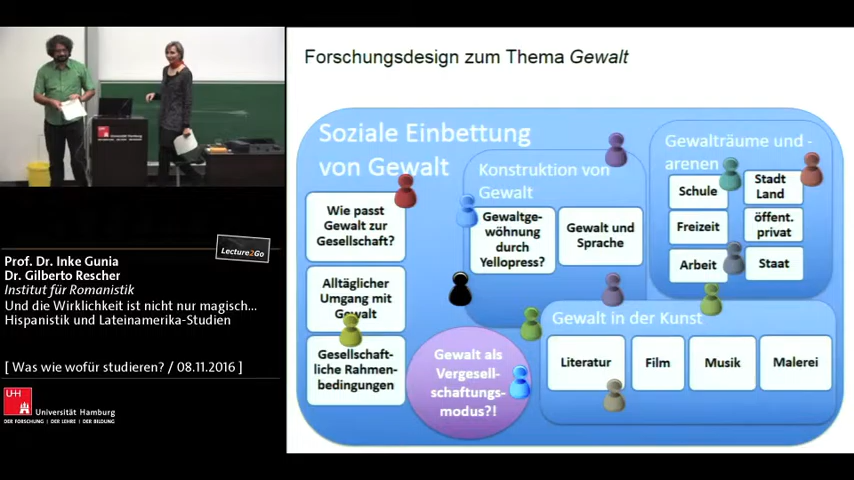 Forschungsdesign zum Thema Gewalt
Soziale Einbettung
von Gewalt
Wie passt
Gewalt zur
Gesellschaft?
Alltäglicher
Umgang mit
Gewalt
Gesellschaft-
liche Rahmen-
bedingungen
Konstruktion von
Gewalt
Gewaltge-
wöhnung
durch
Yellopress?
Gewalt und
Sprache
Gewalträume und -
arenen
Schule
Stadt
Land
Freizeit
öffent.
privat
Arbeit
Staat
Gewalt als
Vergesell-
schaftungs-
modus?!
Gewalt in der Kunst
Literatur
Film
Musik
Malerei
Lecture2Go
Prof. Dr. Inke Gunia
Dr. Gilberto Rescher
Institut für Romanistik
Und die Wirklichkeit ist nicht nur magisch...
Hispanistik und Lateinamerika-Studien
[ Was wie wofür studieren? / 08.11.2016 ]
UH
Universität Hamburg
DER FORSCHUNG | DER LEHRE | DER BILDUNG